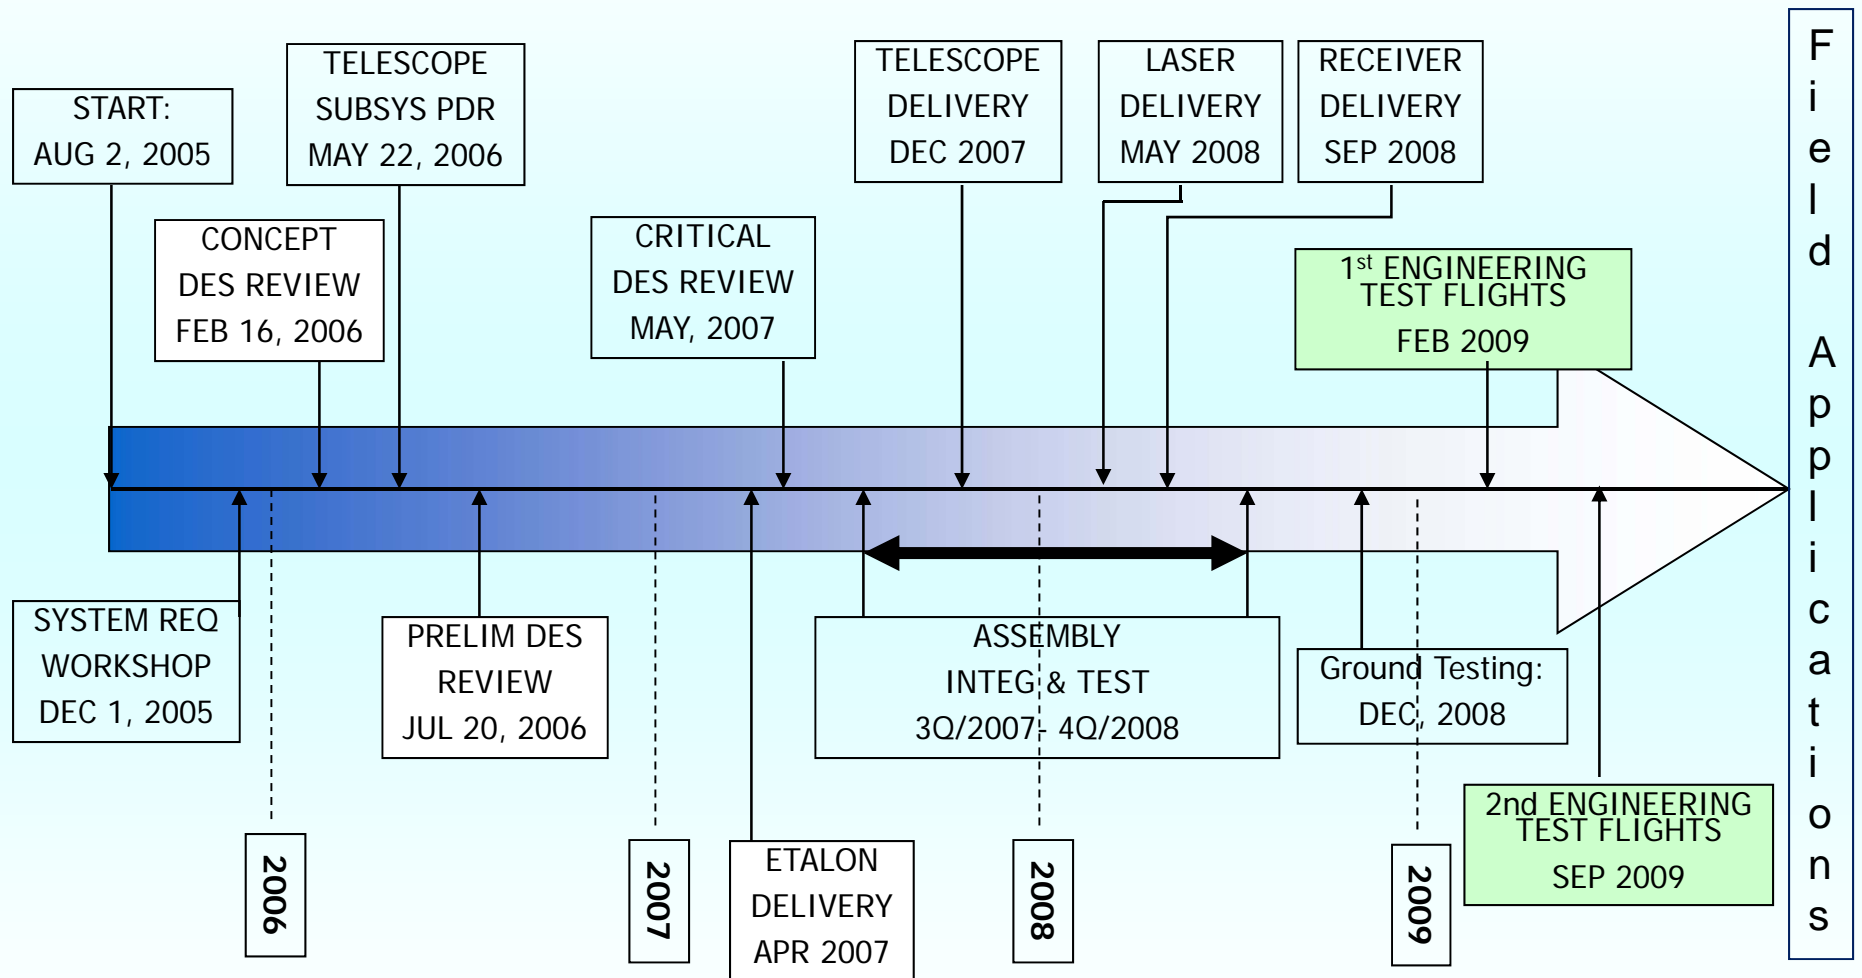 START:
AUG 2, 2005
TELESCOPE
SUBSYS PDR
MAY 22, 2006
TELESCOPE
DELIVERY
DEC 2007
LASER
DELIVERY
MAY 2008
RECEIVER
DELIVERY
SEP 2008
CONCEPT
DES REVIEW
FEB 16, 2006
CRITICAL
DES REVIEW
MAY, 2007
1st ENGINEERING
TEST FLIGHTS
FEB 2009
SYSTEM REQ
WORKSHOP
DEC 1, 2005
PRELIM DES
REVIEW
JUL 20, 2006
ASSEMBLY
INTEG & TEST
3Q/2007- 4Q/2008
Ground Testing:
DEC, 2008
2nd ENGINEERING
TEST FLIGHTS
SEP 2009
ETALON
DELIVERY
APR 2007
2006
2007
2008
2009
Field Applications